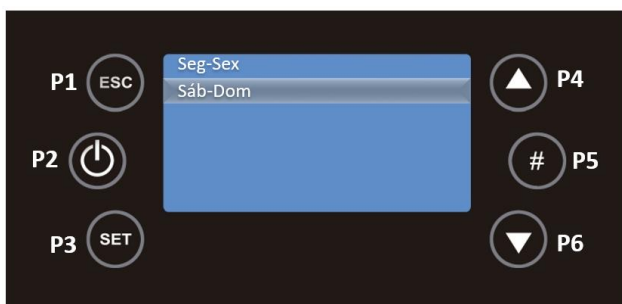 Seg-Sex
Sáb-Dom
P1 ESC
P4
P2
# P5
P3 SET
P6